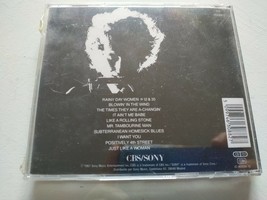 RAINY DAY WOMEN # 12 & 35
BLOWIN' IN THE WIND
THE TIMES THEY ARE A CHANGIN'
IT AIN'T ME BABE
LIKE A ROLLING STONE
MR. TAMBOURINE MAN
SUBTERRANEAN HOMESICK BLUES
I WANT YOU
POSITIVELY 4th STREET
JUST LIKE A WOMAN
CBS/SONY